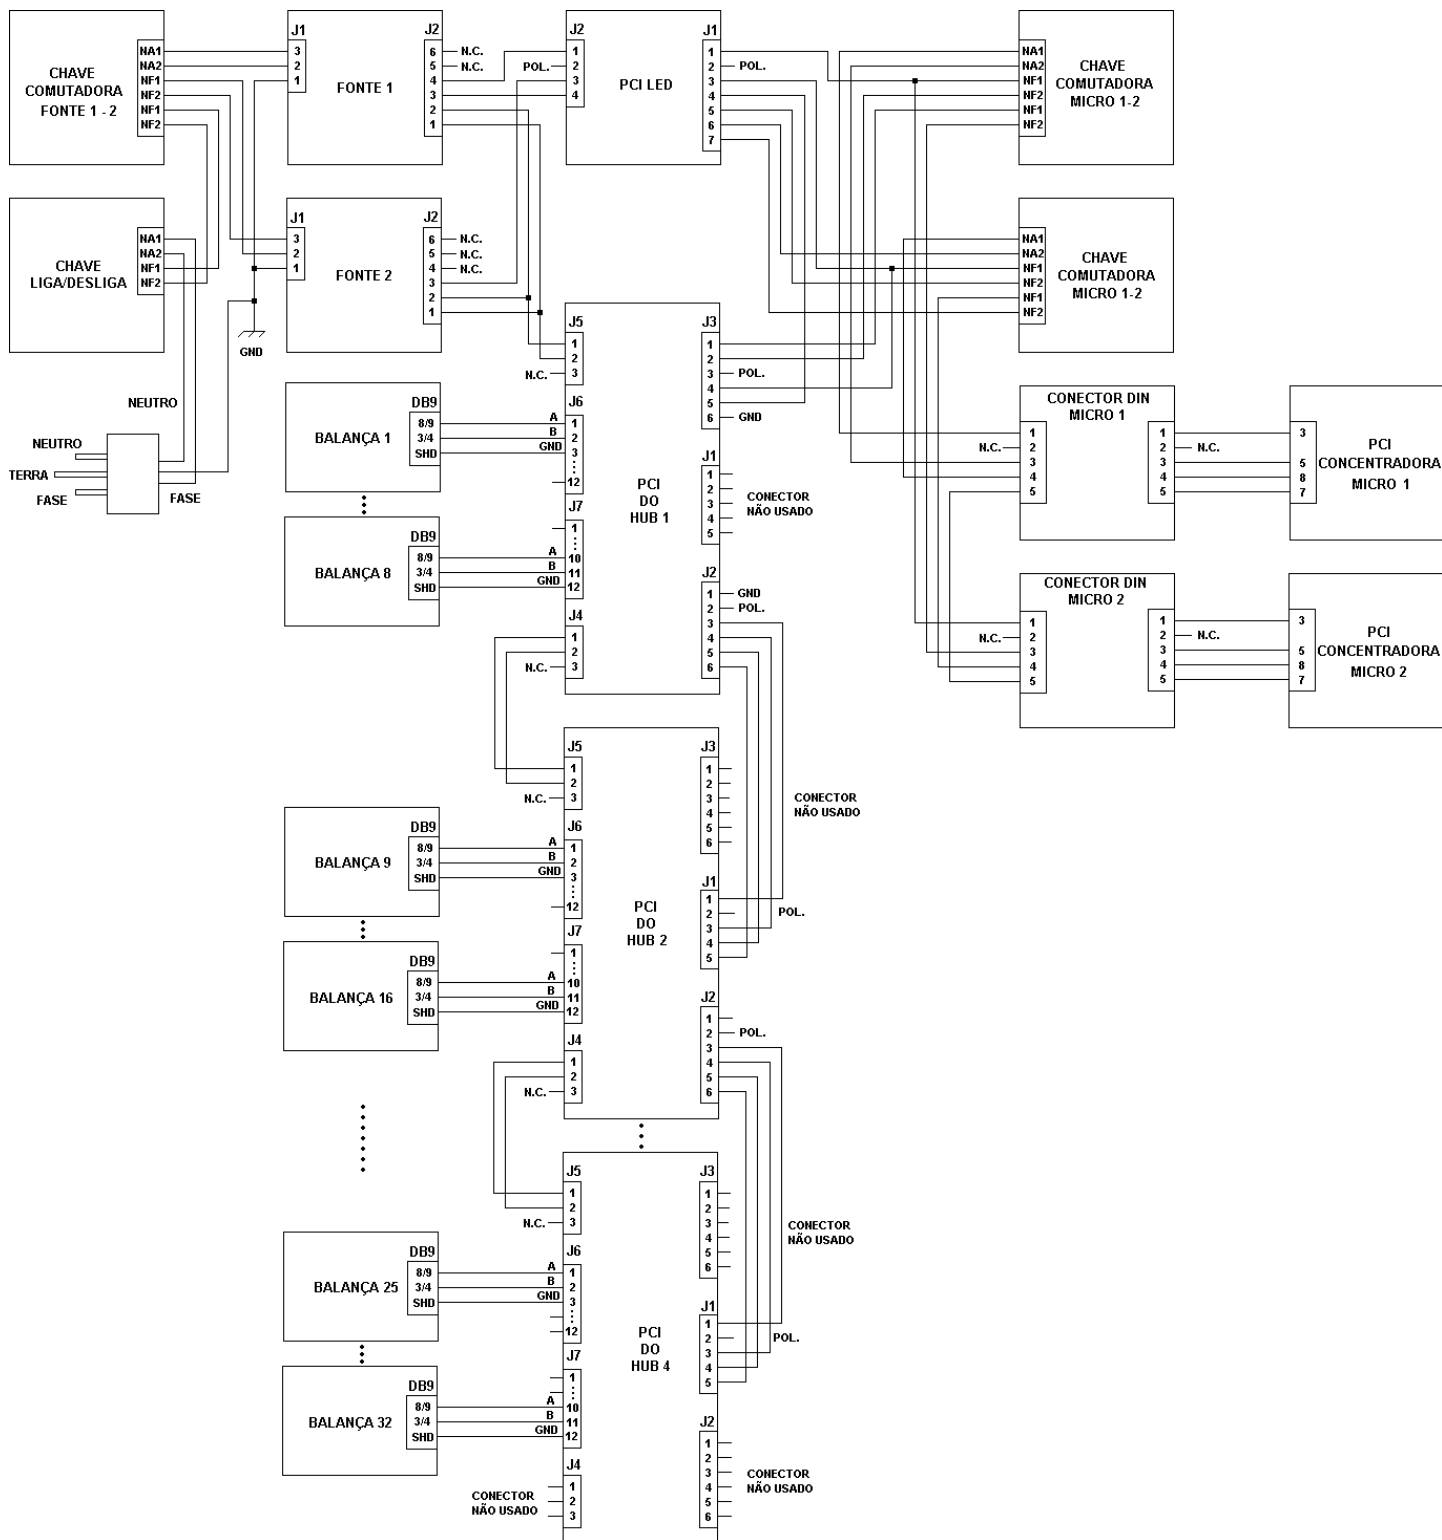 CHAVE
COMUTADORA
FONTE 1 - 2
NA1
NA2
NF1
NF2
NF1
NF2
J1
3
2
1
FONTE 1
J2
6 N.C.
5 N.C.
4
3
2
1
J2
1
POL. 2
3
4
PCI LED
J1
1
2 POL.
3
4
5
6
7
NA1
NA2
NF1
NF2
NF1
NF2
CHAVE
COMUTADORA
MICRO 1-2
CHAVE
LIGA/DESLIGA
NA1
NA2
NF1
NF2
J1
3
2
1
FONTE 2
J2
6 N.C.
5 N.C.
4 N.C.
3
2
1
GND
NA1
NA2
NF1
NF2
NF1
NF2
CHAVE
COMUTADORA
MICRO 1-2
NEUTRO
NEUTRO
TERRA
FASE
FASE
J5
1
2
N.C. 3
J6
1
2
3
12
J7
1
10
11
12
J4
1
2
N.C. 3
PCI
DO
HUB 1
J3
1
2
3 POL.
4
5
6 GND
J1
1
2
3
4
5
CONECTOR
NÃO USADO
J2
1 GND
2 POL.
3
4
5
6
BALANÇA 1
DB9
8/9 A
3/4 B
SHD GND
BALANÇA 8
DB9
8/9 A
3/4 B
SHD GND
CONECTOR DIN
MICRO 1
1
N.C. 2
3
4
5
1
2 N.C.
3
4
5
3
5
8
7
PCI
CONCENTRADORA
MICRO 1
CONECTOR DIN
MICRO 2
1
N.C. 2
3
4
5
1
2 N.C.
3
4
5
3
5
8
7
PCI
CONCENTRADORA
MICRO 2
J5
1
2
N.C. 3
J6
1
2
3
12
J7
1
10
11
12
J4
1
2
N.C. 3
PCI
DO
HUB 2
J3
1
2
3
4
5
6
CONECTOR
NÃO USADO
J1
1
2 POL.
3
4
5
J2
1
2 POL.
3
4
5
6
BALANÇA 9
DB9
8/9 A
3/4 B
SHD GND
BALANÇA 16
DB9
8/9 A
3/4 B
SHD GND
J5
1
2
N.C. 3
J6
1
2
3
12
J7
1
10
11
12
J4
1
2
3
CONECTOR
NÃO USADO
PCI
DO
HUB 4
J3
1
2
3
4
5
6
CONECTOR
NÃO USADO
J1
1
2 POL.
3
4
5
J2
1
2
3
4
5
6
CONECTOR
NÃO USADO
BALANÇA 25
DB9
8/9 A
3/4 B
SHD GND
BALANÇA 32
DB9
8/9 A
3/4 B
SHD GND